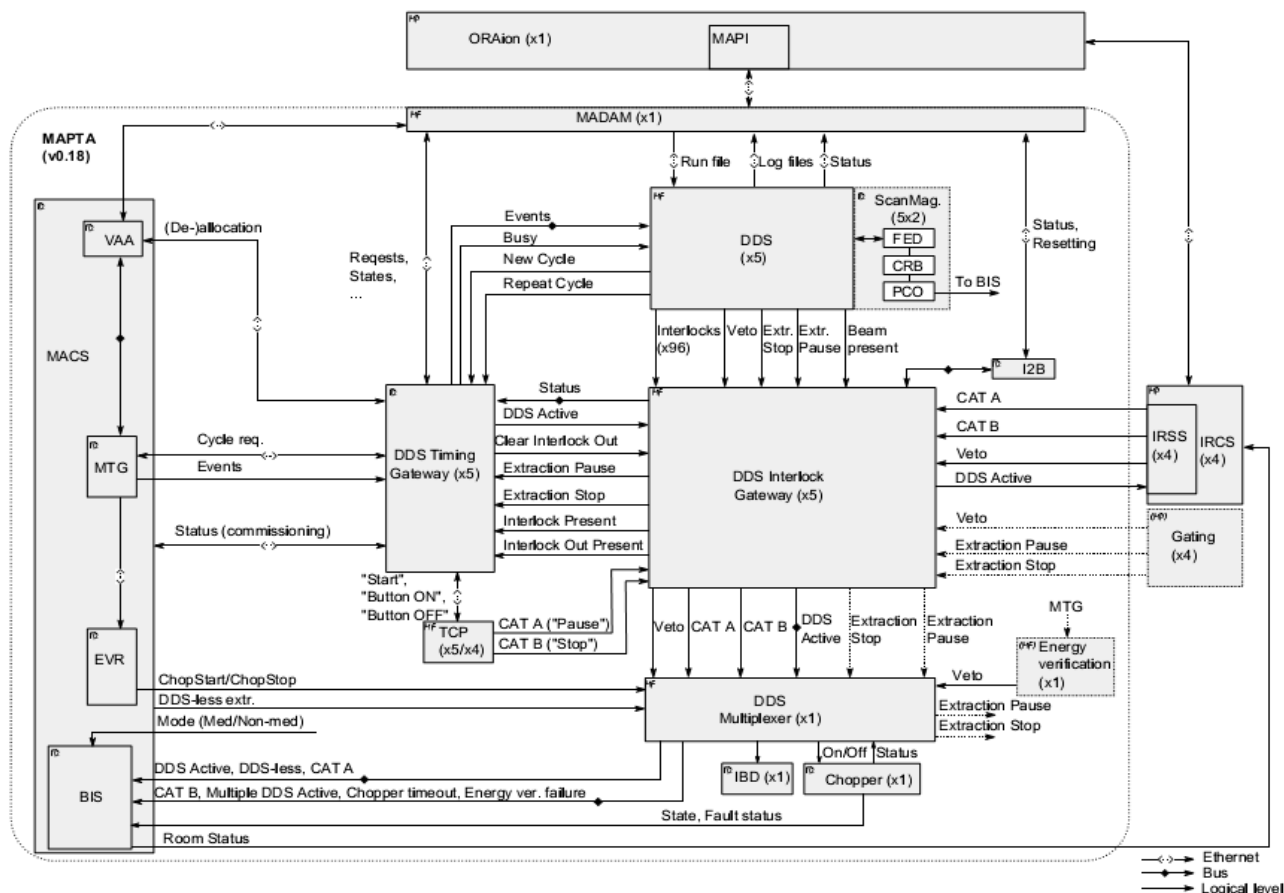 ORAion (x1)
MAPI
MADAM (x1)
MAPTA
(v0.18)
Run file
Log files
Status
VAA
(De-)allocation
Reqests,
States,
...
Events
Busy
New Cycle
Repeat Cycle
DDS
(x5)
ScanMag.
(5x2)
FED
CRB
PCO
To BIS
Status,
Resetting
MACS
Interlocks
(x96)
Veto
Extr.
Stop
Extr.
Pause
Beam
present
I2B
Status
DDS Active
Clear Interlock Out
Extraction Pause
Extraction Stop
Interlock Present
Interlock Out Present
DDS Timing
Gateway (x5)
DDS Interlock
Gateway (x5)
CAT A
CAT B
Veto
DDS Active
IRSS
(x4)
IRCS
(x4)
MTG
Cycle req.
Events
Status (commissioning)
Veto
Extraction Pause
Extraction Stop
Gating
(x4)
"Start",
"Button ON",
"Button OFF"
TCP
(x5/x4)
CAT A ("Pause")
CAT B ("Stop")
Veto
CAT A
CAT B
DDS
Active
Extraction
Stop
Extraction
Pause
MTG
Energy
verification
(x1)
Veto
EVR
ChopStart/ChopStop
DDS-less extr.
Mode (Med/Non-med)
DDS
Multiplexer (x1)
Extraction Pause
Extraction Stop
On/Off
Status
IBD (x1)
Chopper (x1)
BIS
DDS Active, DDS-less, CAT A
CAT B, Multiple DDS Active, Chopper timeout, Energy ver. failure
State, Fault status
Room Status
Ethernet
Bus
Logical level